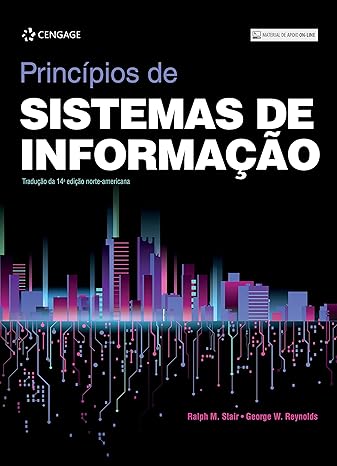 CENGAGE
MATERIAL DE APOIO ON-LINE
Princípios de
SISTEMAS DE
INFORMAÇÃO
Tradução da 14ª edição norte-americana
Ralph M. Stair • George W. Reynolds